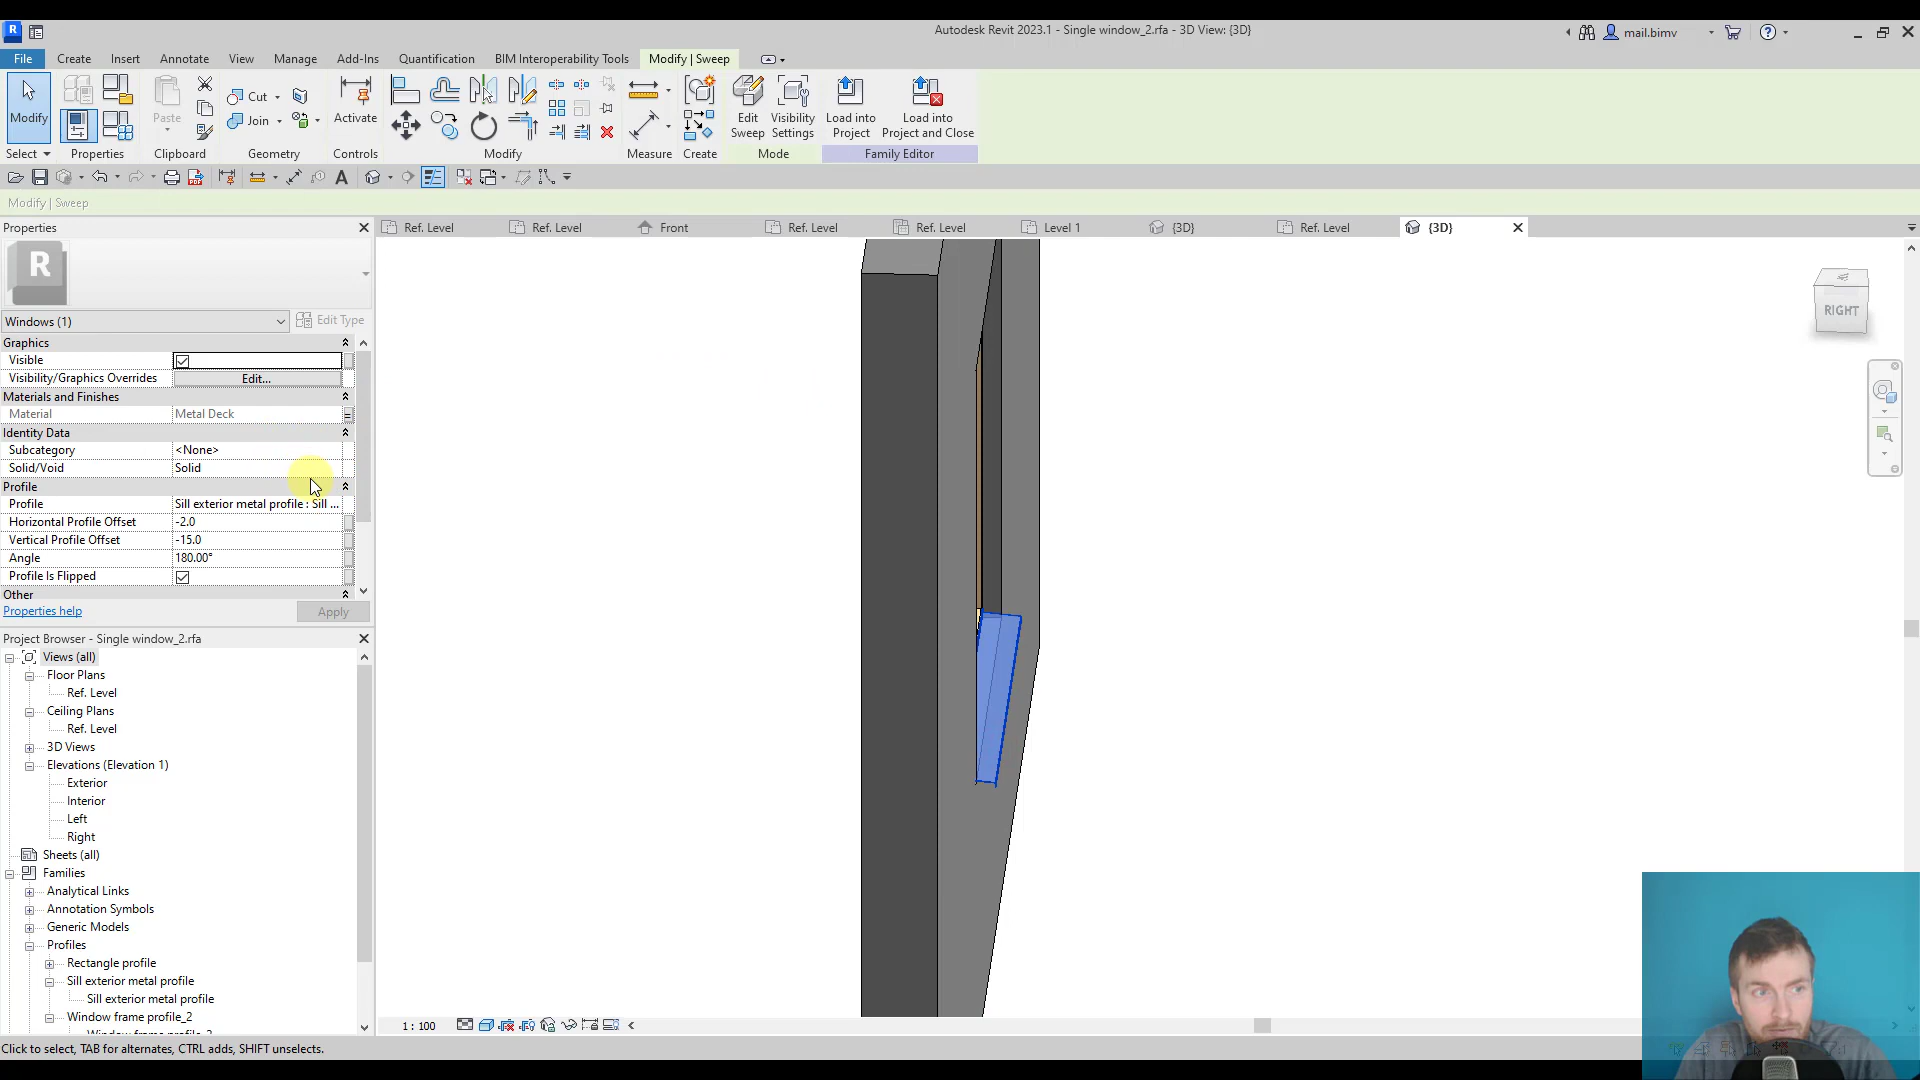 R
Autodesk Revit 2023.1 - Single window_2.rfa - 3D View: {3D}
mail.bimv
File Create Insert Annotate View Manage Add-Ins Quantification BIM Interoperability Tools Modify | Sweep
Modify
Paste
Cut
Join
Activate
Edit Sweep
Visibility Settings
Load into Project
Load into Project and Close
Select Properties Clipboard Geometry Controls Modify Measure Create Mode Family Editor
Modify | Sweep
Properties
Ref. Level
Ref. Level
Front
Ref. Level
Ref. Level
Level 1
{3D}
Ref. Level
{3D}
R
Windows (1)
Edit Type
Graphics
Visible
Visibility/Graphics Overrides Edit...
Materials and Finishes
Material Metal Deck
Identity Data
Subcategory <None>
Solid/Void Solid
Profile
Profile Sill exterior metal profile : Sill ...
Horizontal Profile Offset -2.0
Vertical Profile Offset -15.0
Angle 180.00°
Profile Is Flipped
Other
Properties help
Apply
Project Browser - Single window_2.rfa
Views (all)
Floor Plans
Ref. Level
Ceiling Plans
Ref. Level
3D Views
Elevations (Elevation 1)
Exterior
Interior
Left
Right
Sheets (all)
Families
Analytical Links
Annotation Symbols
Generic Models
Profiles
Rectangle profile
Sill exterior metal profile
Sill exterior metal profile
Window frame profile_2
RIGHT
1 : 100
Click to select, TAB for alternates, CTRL adds, SHIFT unselects.